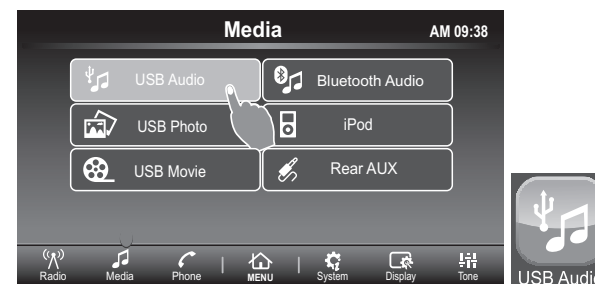 Media AM 09:38
USB Audio Bluetooth Audio
USB Photo iPod
USB Movie Rear AUX
Radio Media Phone MENU System Display Tone
USB Audio